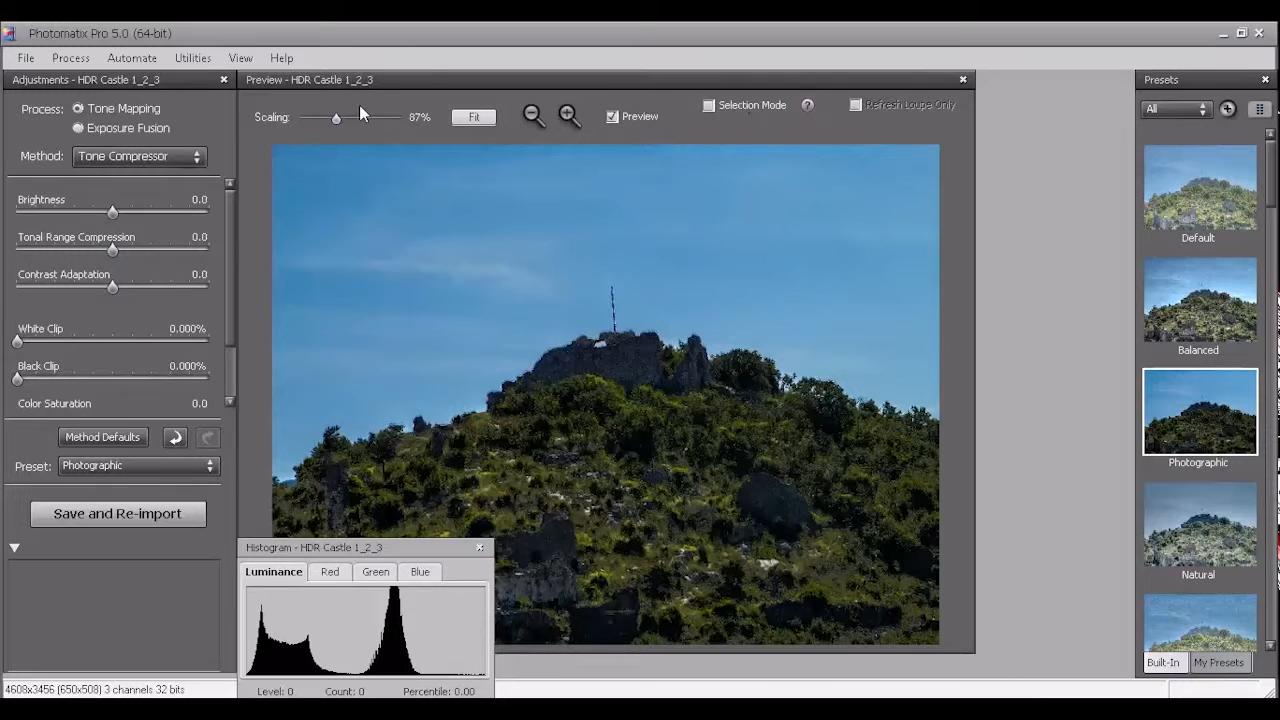 Photomatix Pro 5.0 (64-bit)
File Process Automate Utilities View Help
Adjustments - HDR Castle 1_2_3
Process: Tone Mapping
Exposure Fusion
Method: Tone Compressor
Brightness 0.0
Tonal Range Compression 0.0
Contrast Adaptation 0.0
White Clip 0.000%
Black Clip 0.000%
Color Saturation 0.0
Method Defaults
Preset: Photographic
Save and Re-import
4608x3456 (650x508) 3 channels 32 bits
Preview - HDR Castle 1_2_3
Scaling: 87% Fit Preview Selection Mode ? Refresh Loupe Only
Histogram - HDR Castle 1_2_3
Luminance Red Green Blue
Level: 0 Count: 0 Percentile: 0.00
Presets
All
Default
Balanced
Photographic
Natural
Built-In My Presets